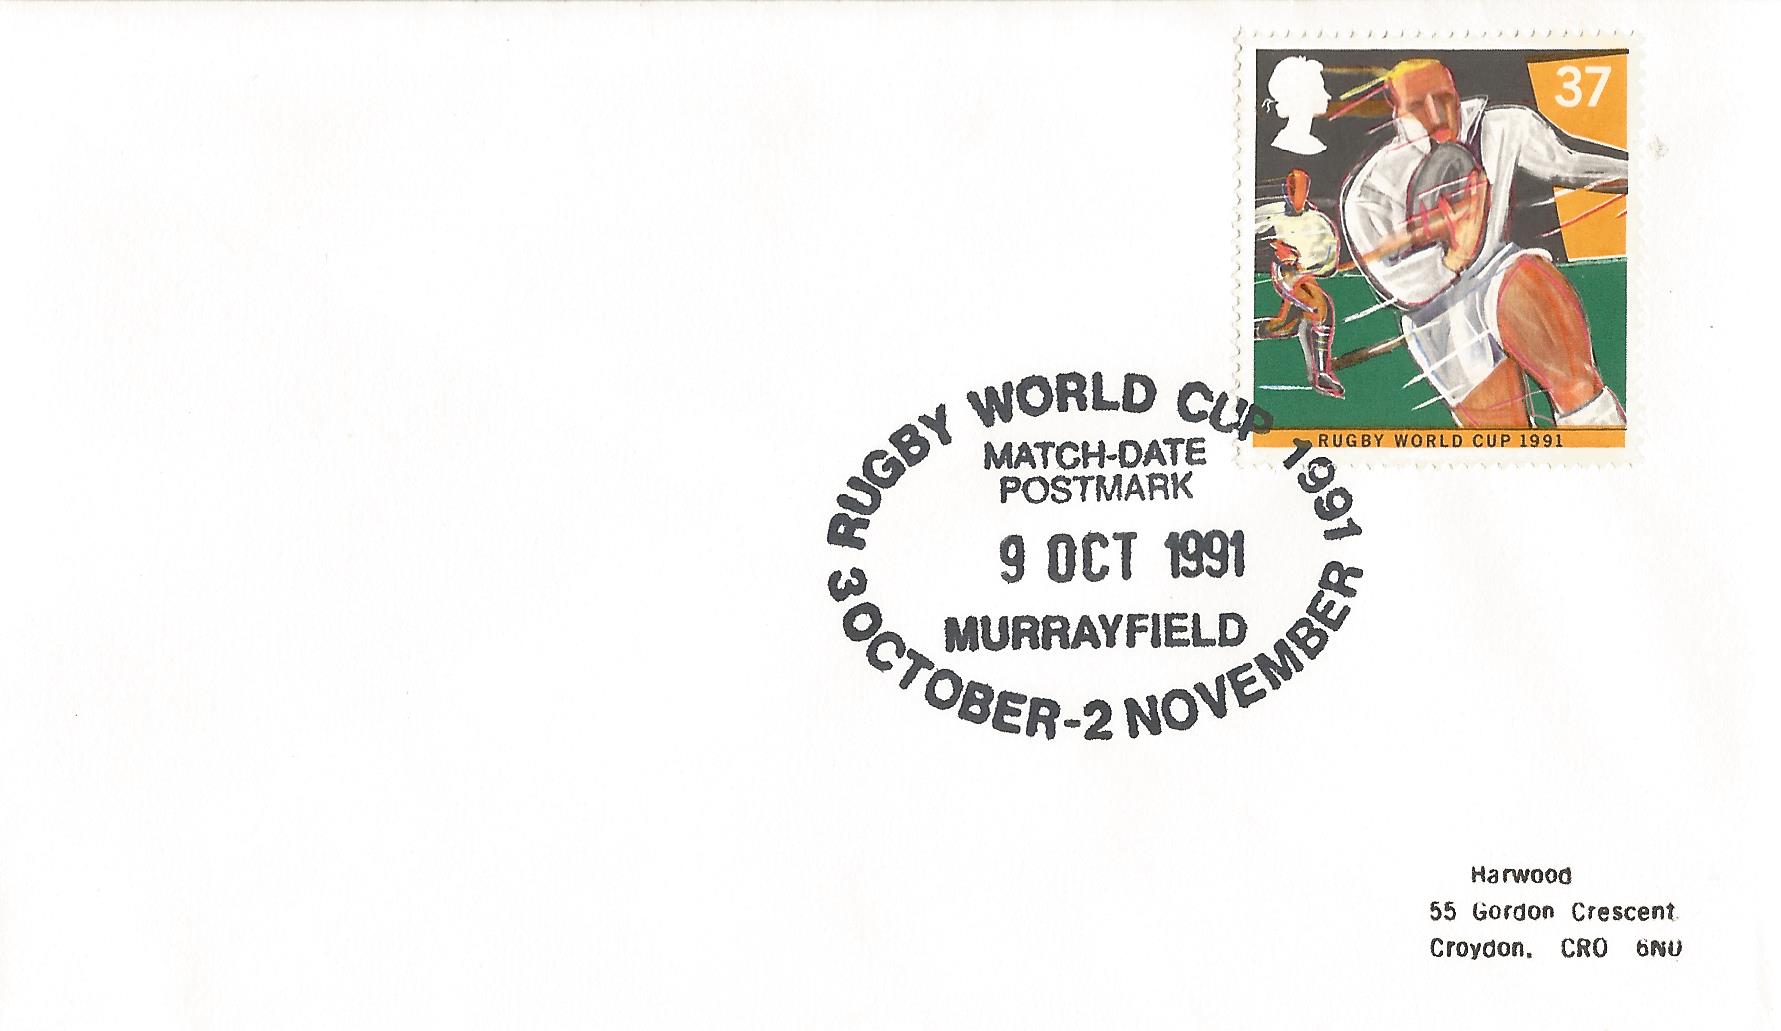 37
RUGBY WORLD CUP 1991
RUGBY WORLD CUP 1991
MATCH-DATE
POSTMARK
9 OCT 1991
MURRAYFIELD
3 OCTOBER-2 NOVEMBER
Harwood
55 Gordon Crescent
Croydon. CR0 6NU